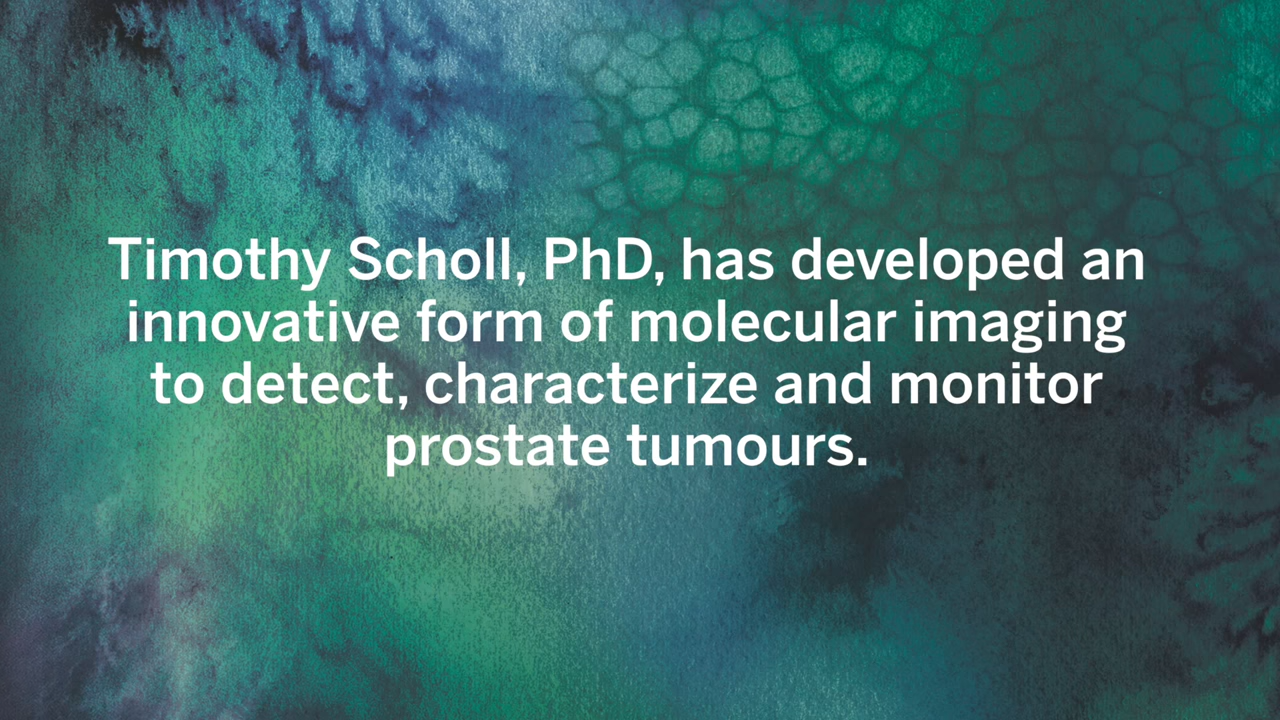 Timothy Scholl, PhD, has developed an
innovative form of molecular imaging
to detect, characterize and monitor
prostate tumours.